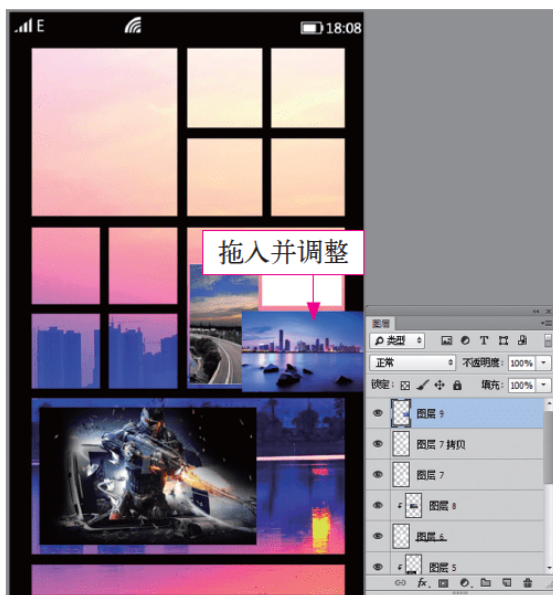 E
18:08
拖入并调整
图层
类型
T
正常
不透明度: 100%
锁定:
填充: 100%
图层 9
图层 7 拷贝
图层 7
图层 8
图层 6
图层 5
fx